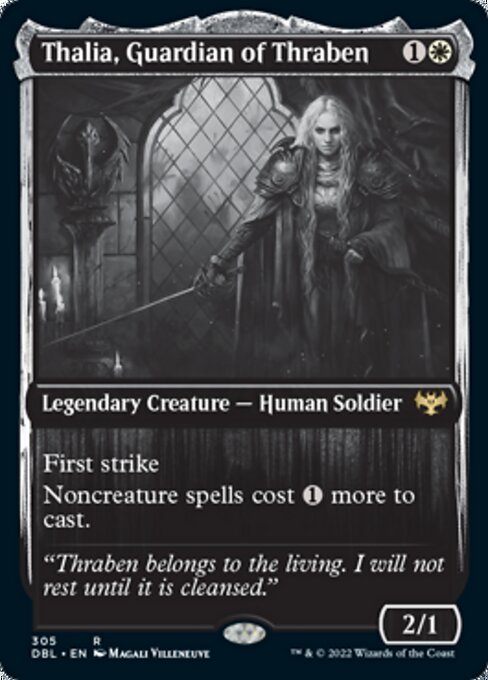 Thalia, Guardian of Thraben 1
Legendary Creature — Human Soldier
First strike
Noncreature spells cost 1 more to
cast.
“Thraben belongs to the living. I will not
rest until it is cleansed.”
2/1
305 R
DBL • EN Magali Villeneuve ™ & © 2022 Wizards of the Coast